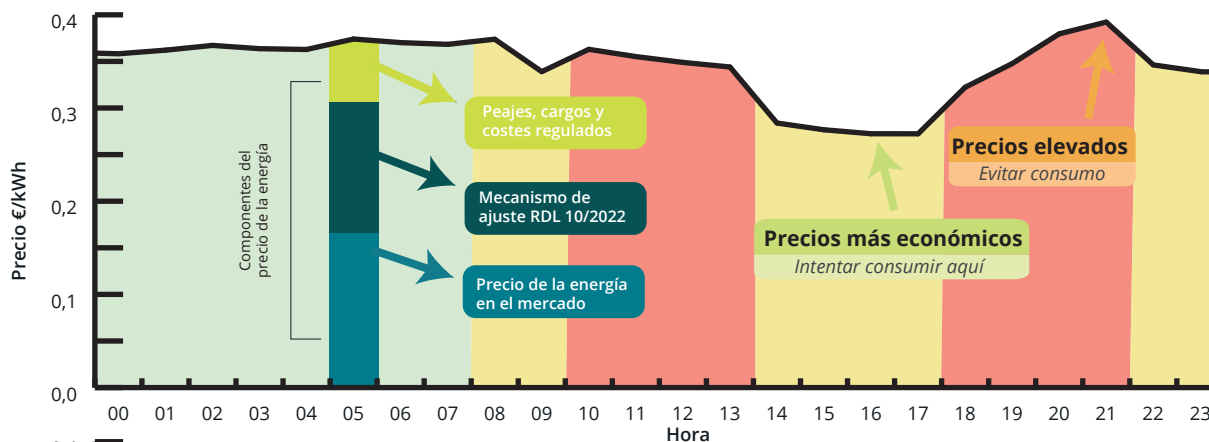 Precio €/kWh
0,4
0,3
0,2
0,1
0,0
Componentes del
precio de la energía
Peajes, cargos y
costes regulados
Mecanismo de
ajuste RDL 10/2022
Precio de la energía
en el mercado
Precios más económicos
Intentar consumir aquí
Precios elevados
Evitar consumo
00 01 02 03 04 05 06 07 08 09 10 11 12 13 14 15 16 17 18 19 20 21 22 23
Hora